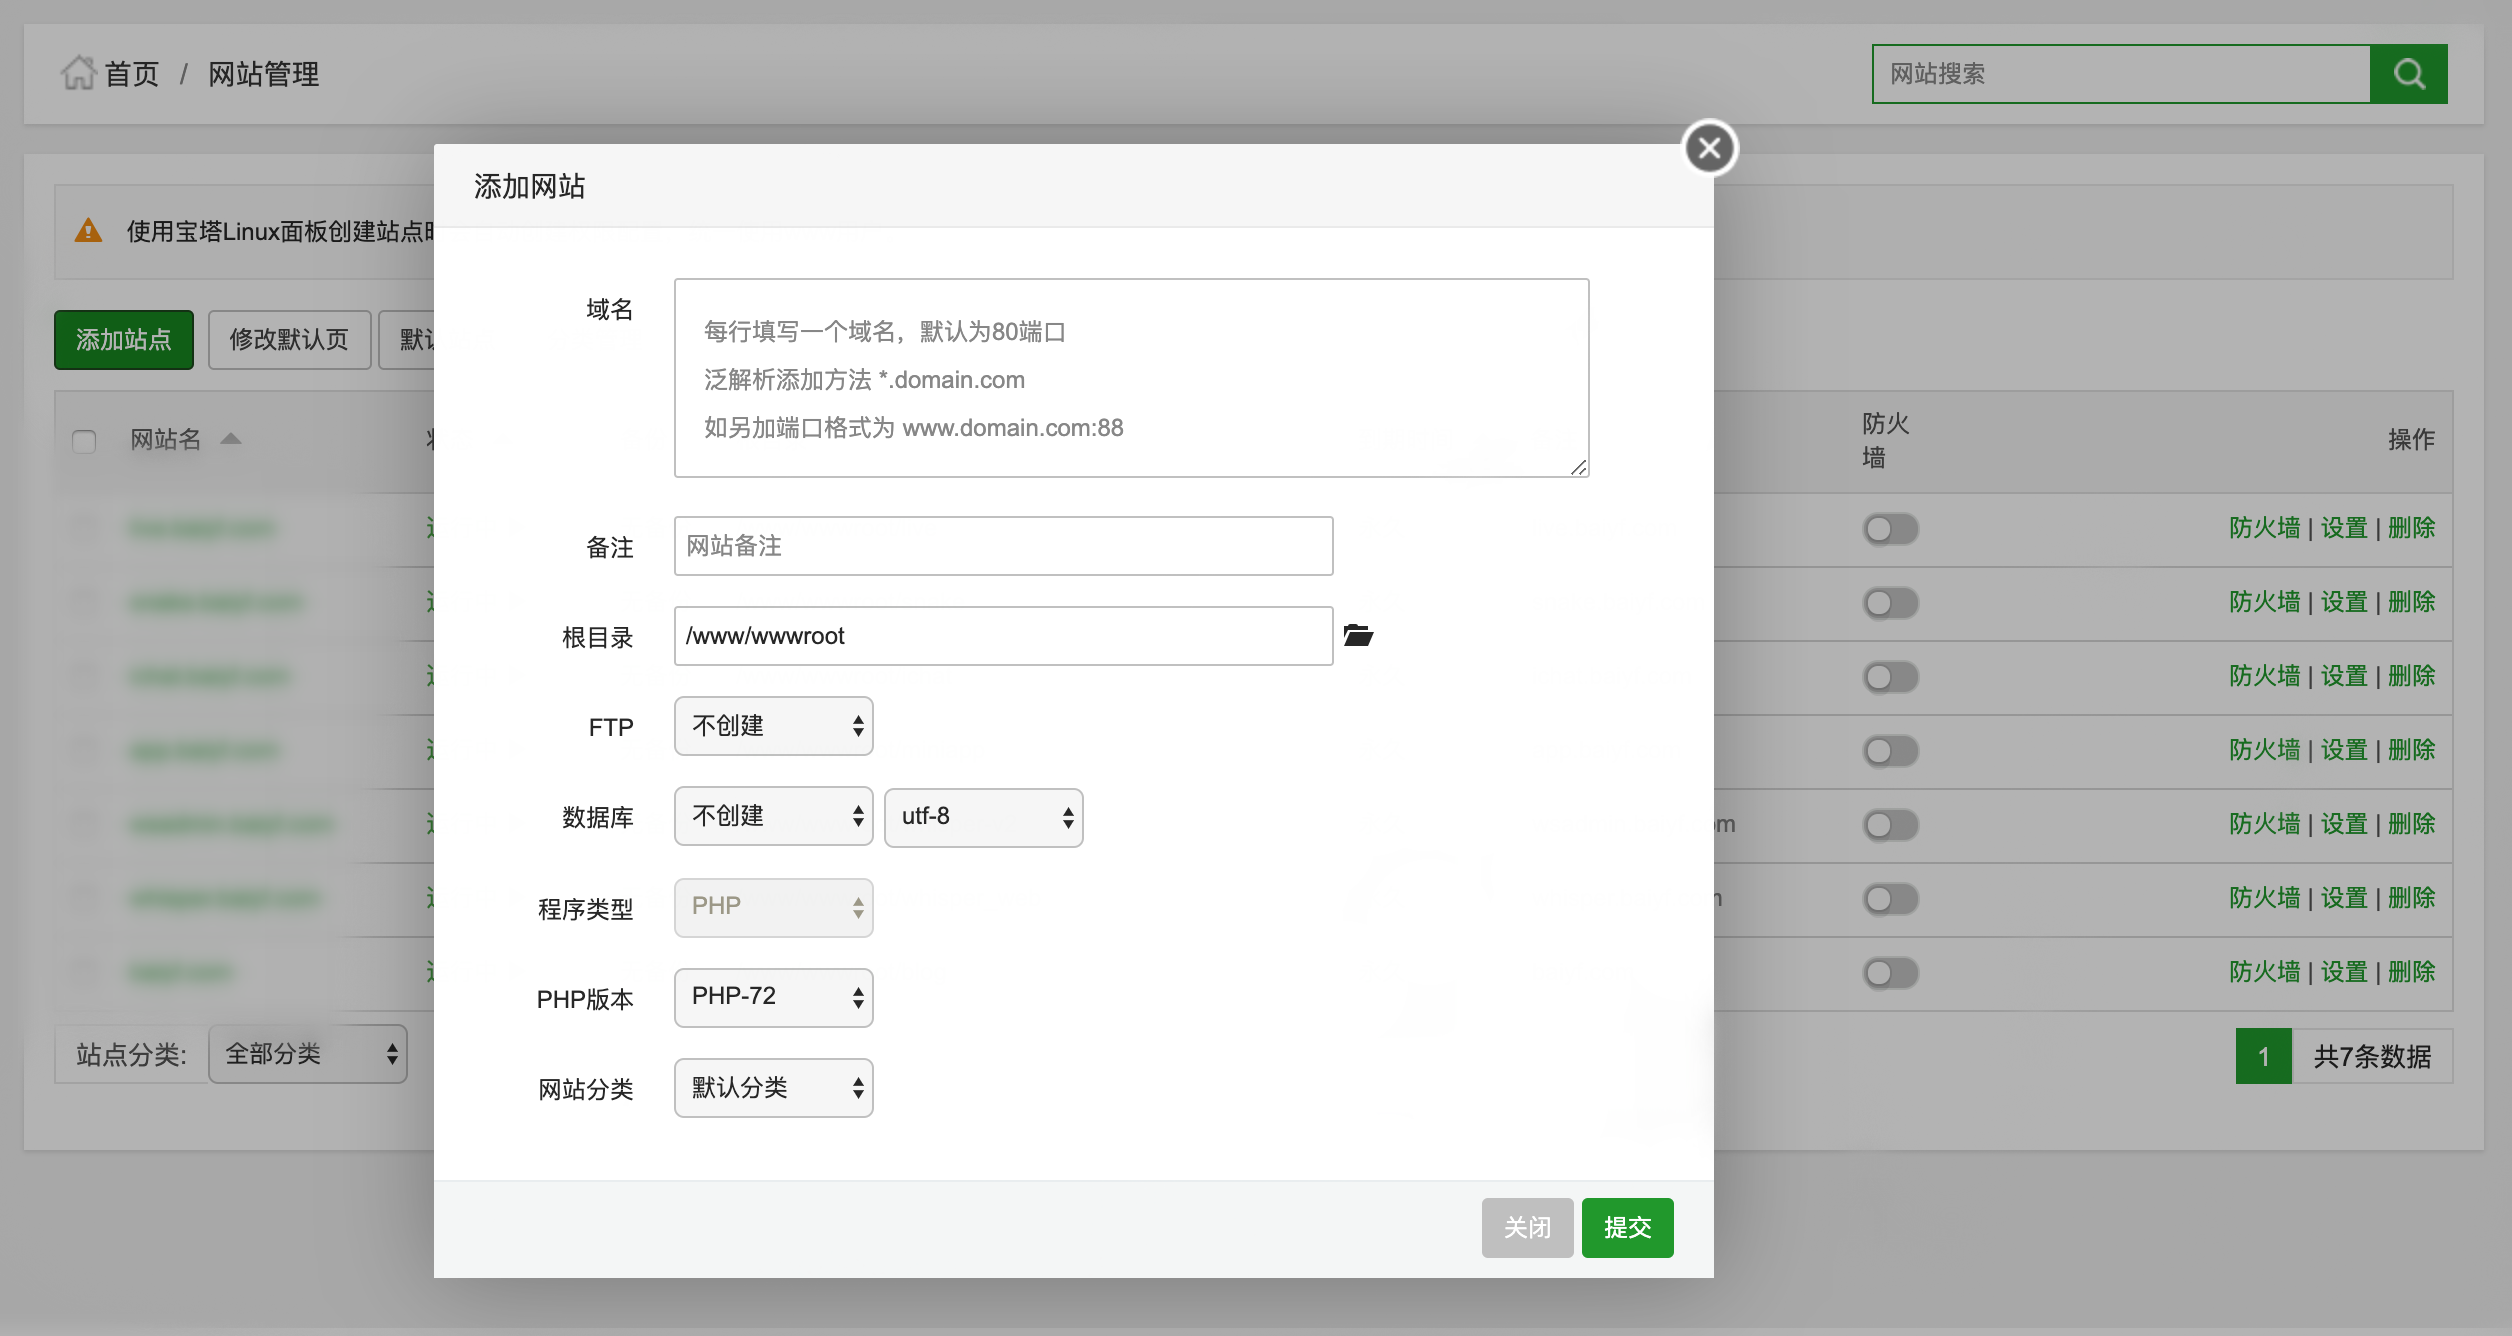 首页 / 网站管理
网站搜索
添加网站
使用宝塔Linux面板创建站点
添加站点
修改默认页
域名
每行填写一个域名，默认为80端口
泛解析添加方法 *.domain.com
如另加端口格式为 www.domain.com:88
网站名
防火墙
操作
备注
网站备注
防火墙 | 设置 | 删除
防火墙 | 设置 | 删除
根目录
/www/wwwroot
防火墙 | 设置 | 删除
FTP
不创建
防火墙 | 设置 | 删除
数据库
不创建
utf-8
防火墙 | 设置 | 删除
程序类型
PHP
防火墙 | 设置 | 删除
PHP版本
PHP-72
防火墙 | 设置 | 删除
站点分类:
全部分类
网站分类
默认分类
1
共7条数据
关闭
提交